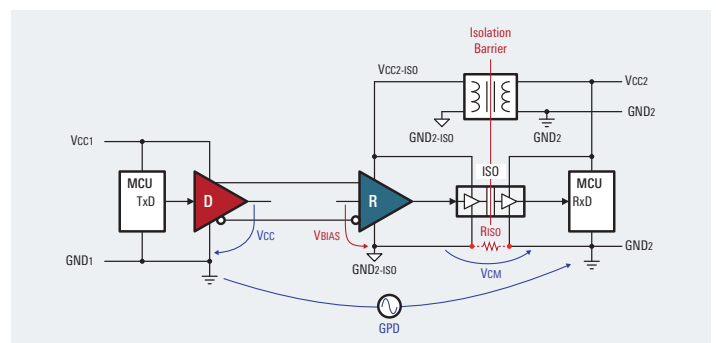 Isolation
Barrier
VCC2-ISO
VCC2
GND2
GND2-ISO
GND2
VCC1
ISO
MCU
TxD
D
R
MCU
RxD
VCC
VBIAS
RISO
GND1
GND2-ISO
VCM
GND2
GPD